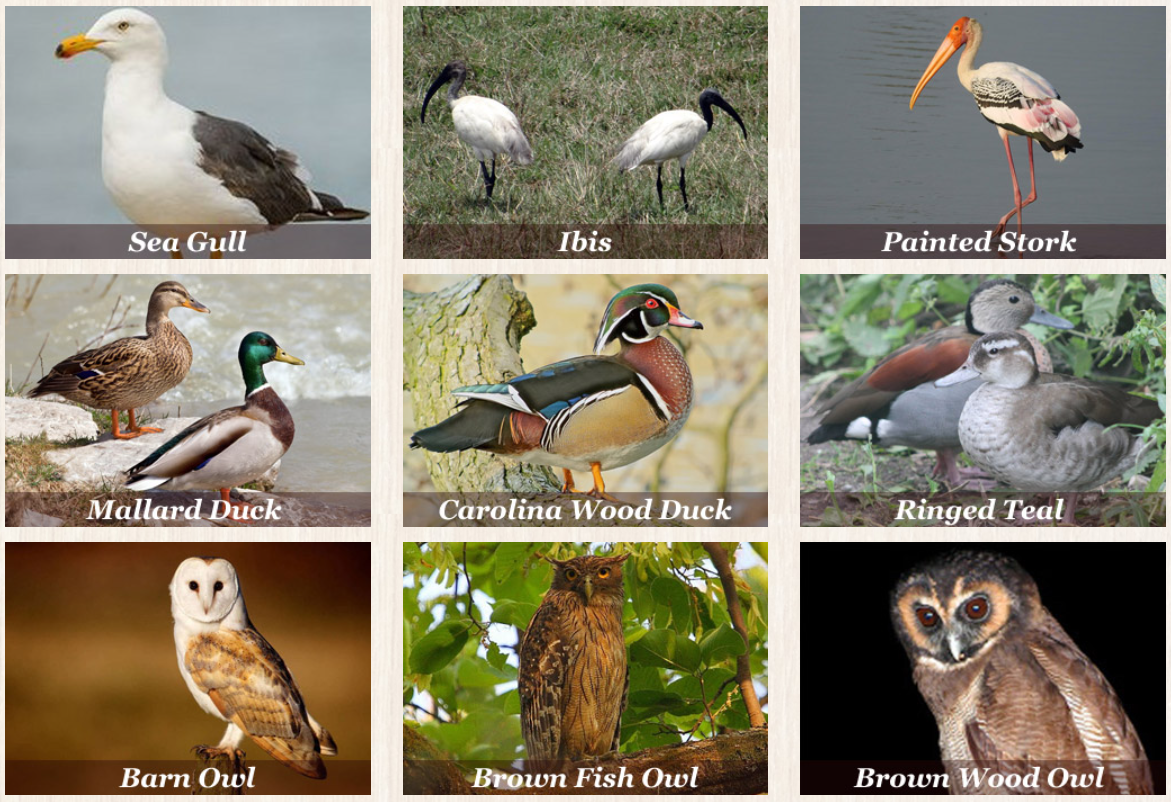 Sea Gull
Ibis
Painted Stork
Mallard Duck
Carolina Wood Duck
Ringed Teal
Barn Owl
Brown Fish Owl
Brown Wood Owl